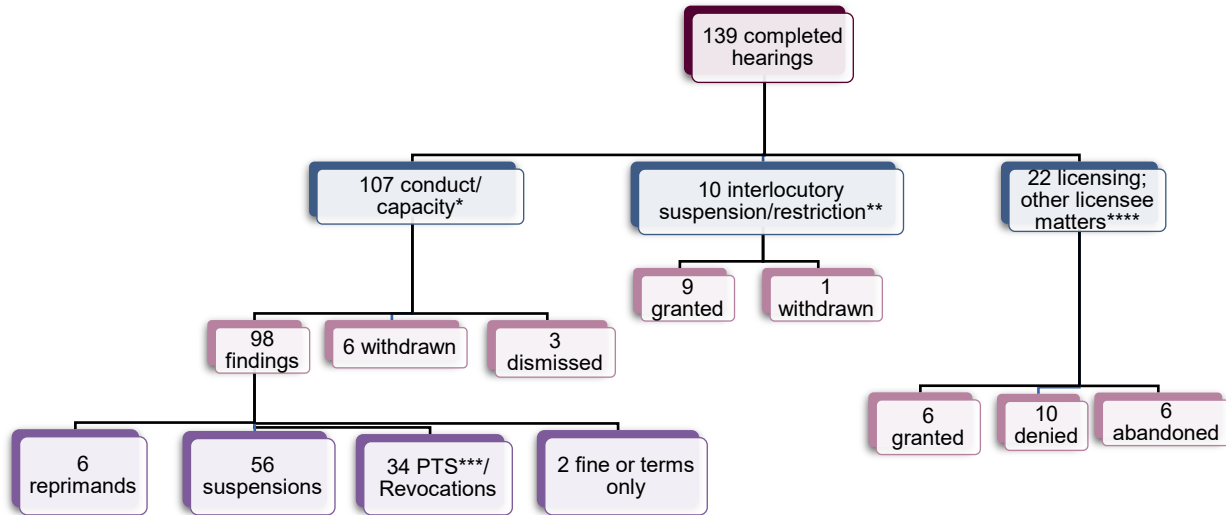 139 completed
hearings
107 conduct/
capacity*
10 interlocutory
suspension/restriction**
22 licensing;
other licensee
matters****
9
granted
1
withdrawn
98
findings
6 withdrawn
3
dismissed
6
granted
10
denied
6
abandoned
6
reprimands
56
suspensions
34 PTS***/
Revocations
2 fine or terms
only